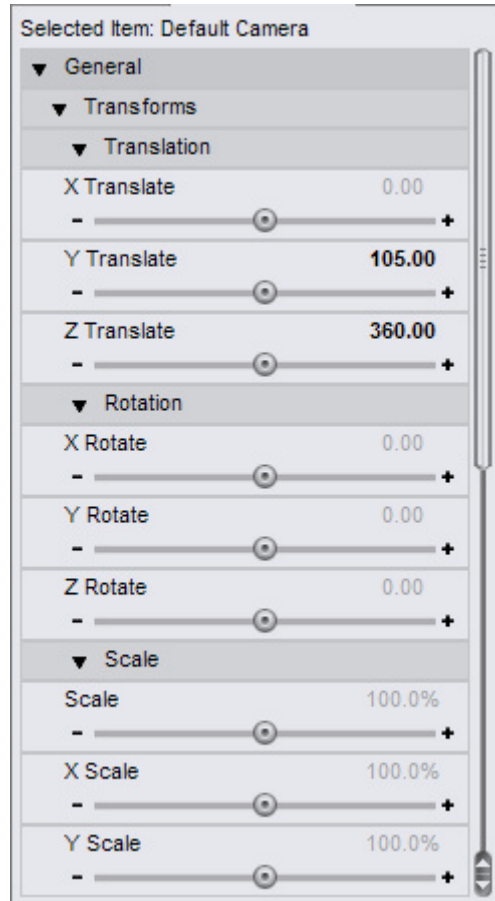 Selected Item: Default Camera
General
Transforms
Translation
X Translate 0.00
- +
Y Translate 105.00
- +
Z Translate 360.00
- +
Rotation
X Rotate 0.00
- +
Y Rotate 0.00
- +
Z Rotate 0.00
- +
Scale
Scale 100.0%
- +
X Scale 100.0%
- +
Y Scale 100.0%
- +